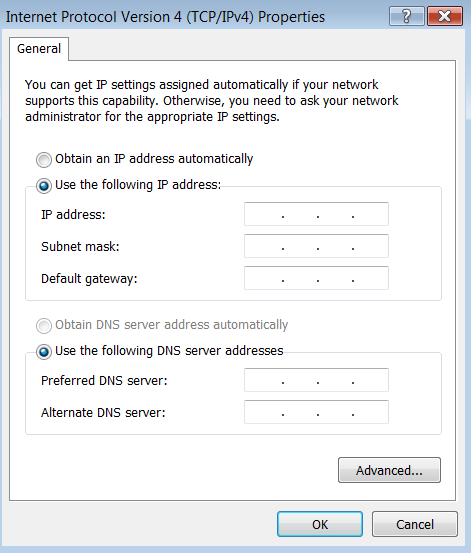 Internet Protocol Version 4 (TCP/IPv4) Properties
?
General
You can get IP settings assigned automatically if your network
supports this capability. Otherwise, you need to ask your network
administrator for the appropriate IP settings.
Obtain an IP address automatically
Use the following IP address:
IP address: . . .
Subnet mask: . . .
Default gateway: . . .
Obtain DNS server address automatically
Use the following DNS server addresses
Preferred DNS server: . . .
Alternate DNS server: . . .
Advanced...
OK Cancel